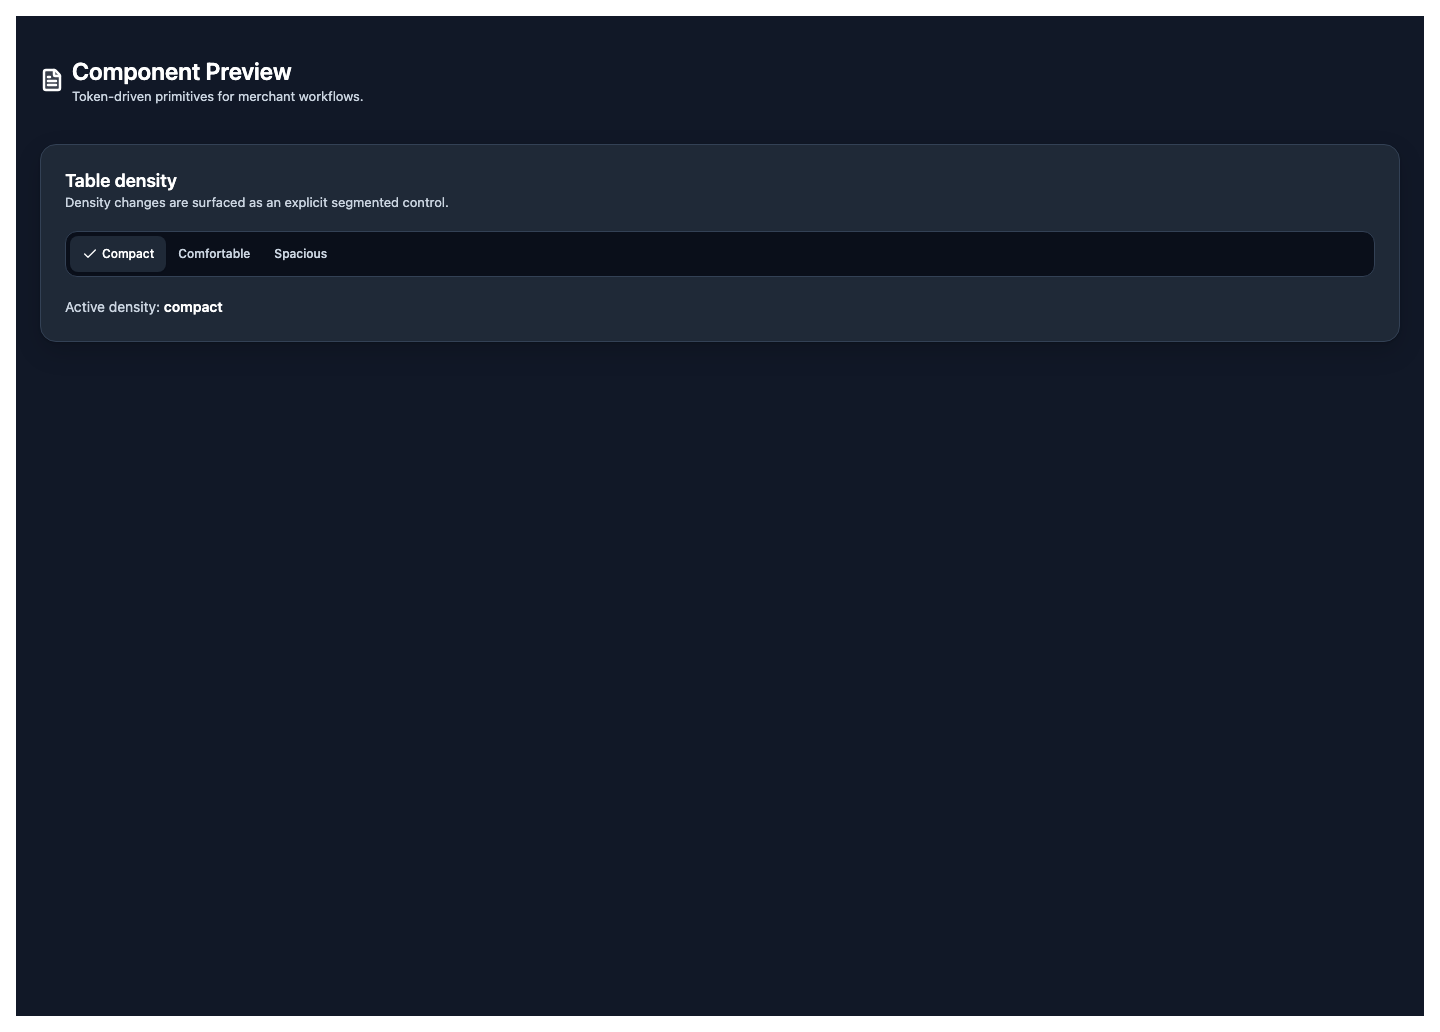 Component Preview
Token-driven primitives for merchant workflows.
Table density
Density changes are surfaced as an explicit segmented control.
Compact Comfortable Spacious
Active density: compact